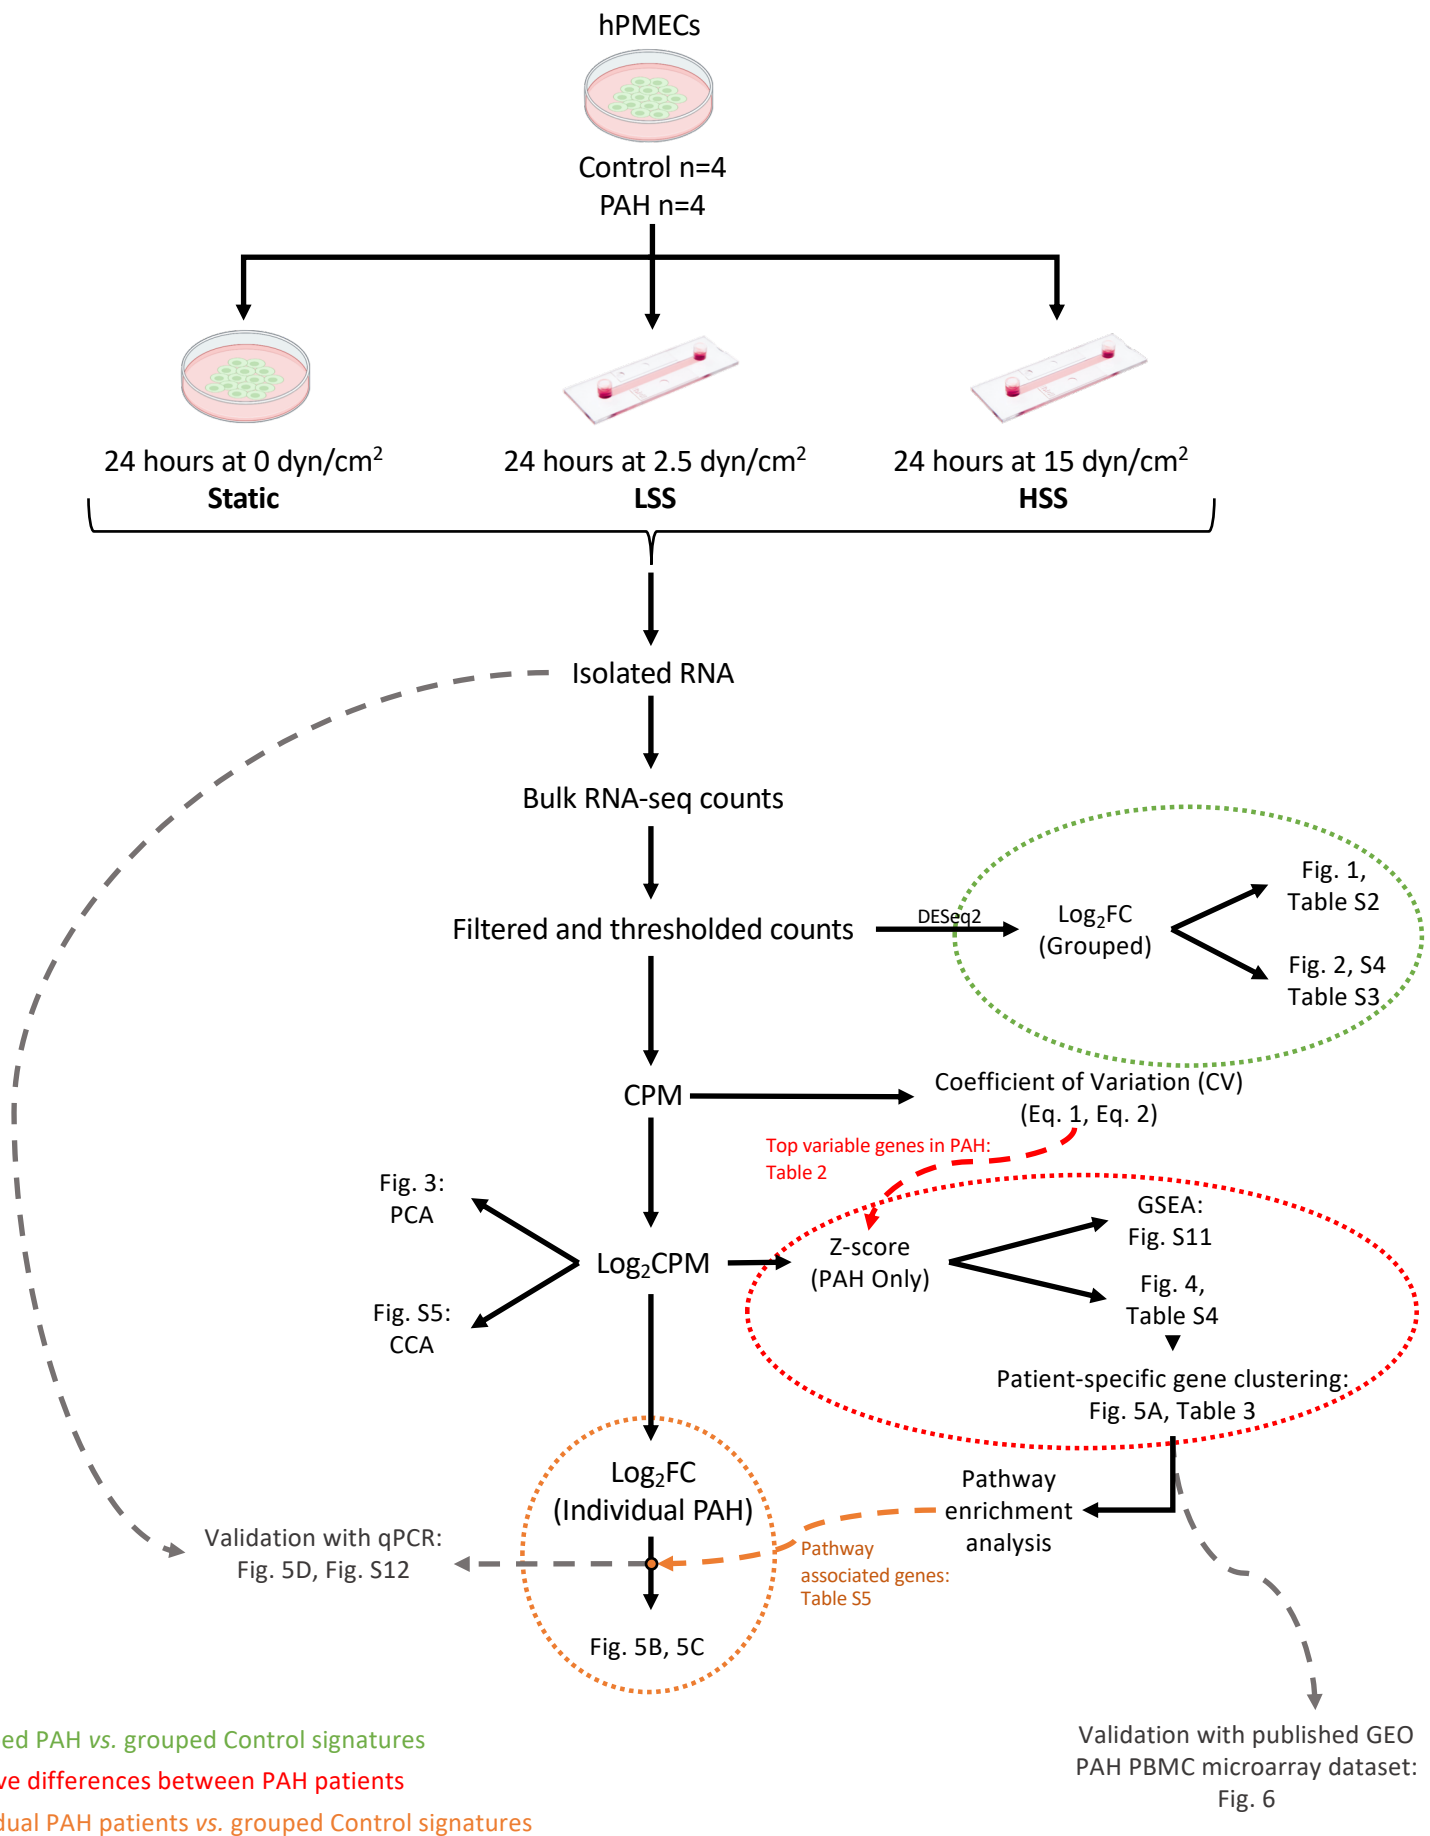 hPMECs
Control n=4
PAH n=4
24 hours at 0 dyn/cm²
Static
24 hours at 2.5 dyn/cm²
LSS
24 hours at 15 dyn/cm²
HSS
Isolated RNA
Bulk RNA-seq counts
Filtered and thresholded counts
DESeq2
Log₂FC
(Grouped)
Fig. 1,
Table S2
Fig. 2, S4
Table S3
CPM
Coefficient of Variation (CV)
(Eq. 1, Eq. 2)
Top variable genes in PAH:
Table 2
Fig. 3:
PCA
Fig. S5:
CCA
Log₂CPM
Z-score
(PAH Only)
GSEA:
Fig. S11
Fig. 4,
Table S4
Patient-specific gene clustering:
Fig. 5A, Table 3
Log₂FC
(Individual PAH)
Pathway
enrichment
analysis
Pathway
associated genes:
Table S5
Validation with qPCR:
Fig. 5D, Fig. S12
Fig. 5B, 5C
Validation with published GEO
PAH PBMC microarray dataset:
Fig. 6
PAH vs. grouped Control signatures
differences between PAH patients
PAH patients vs. grouped Control signatures